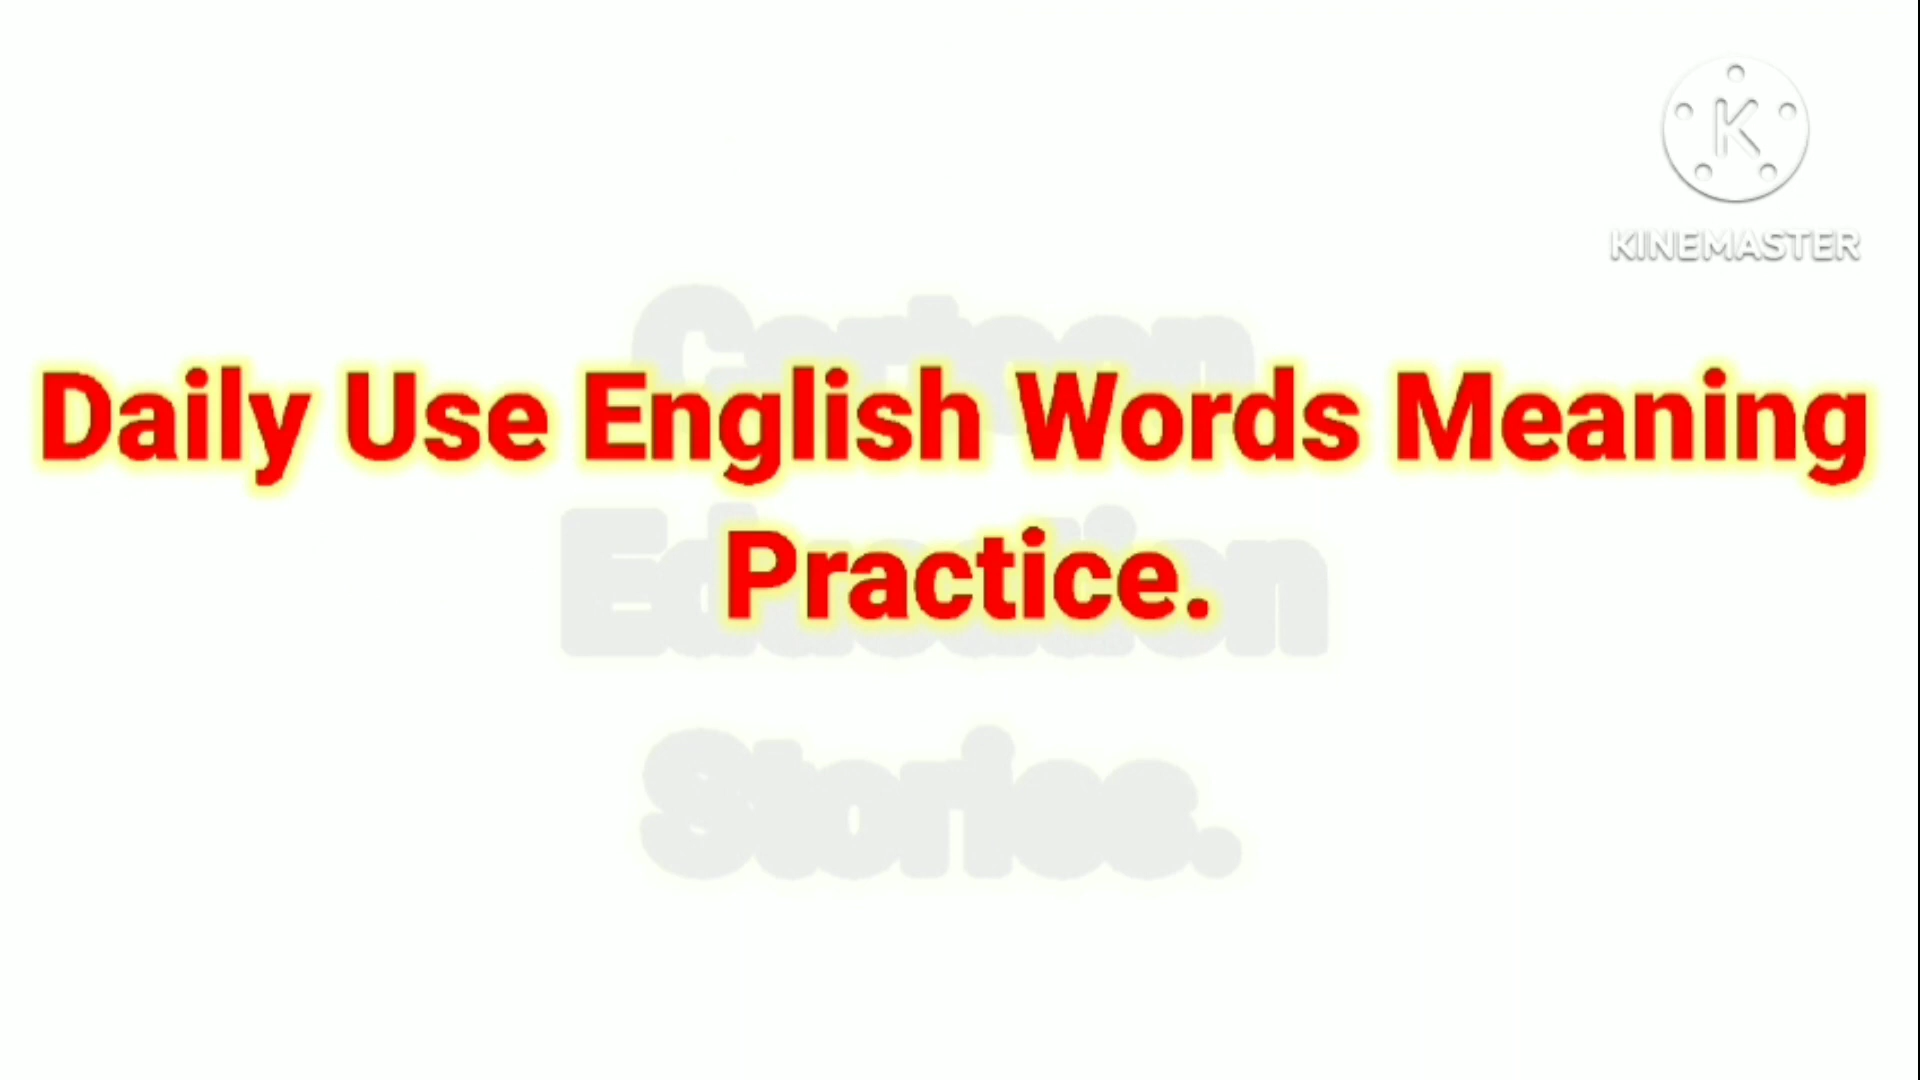 KINEMASTER
Cartoon
Daily Use English Words Meaning
Education
Practice.
Stories.